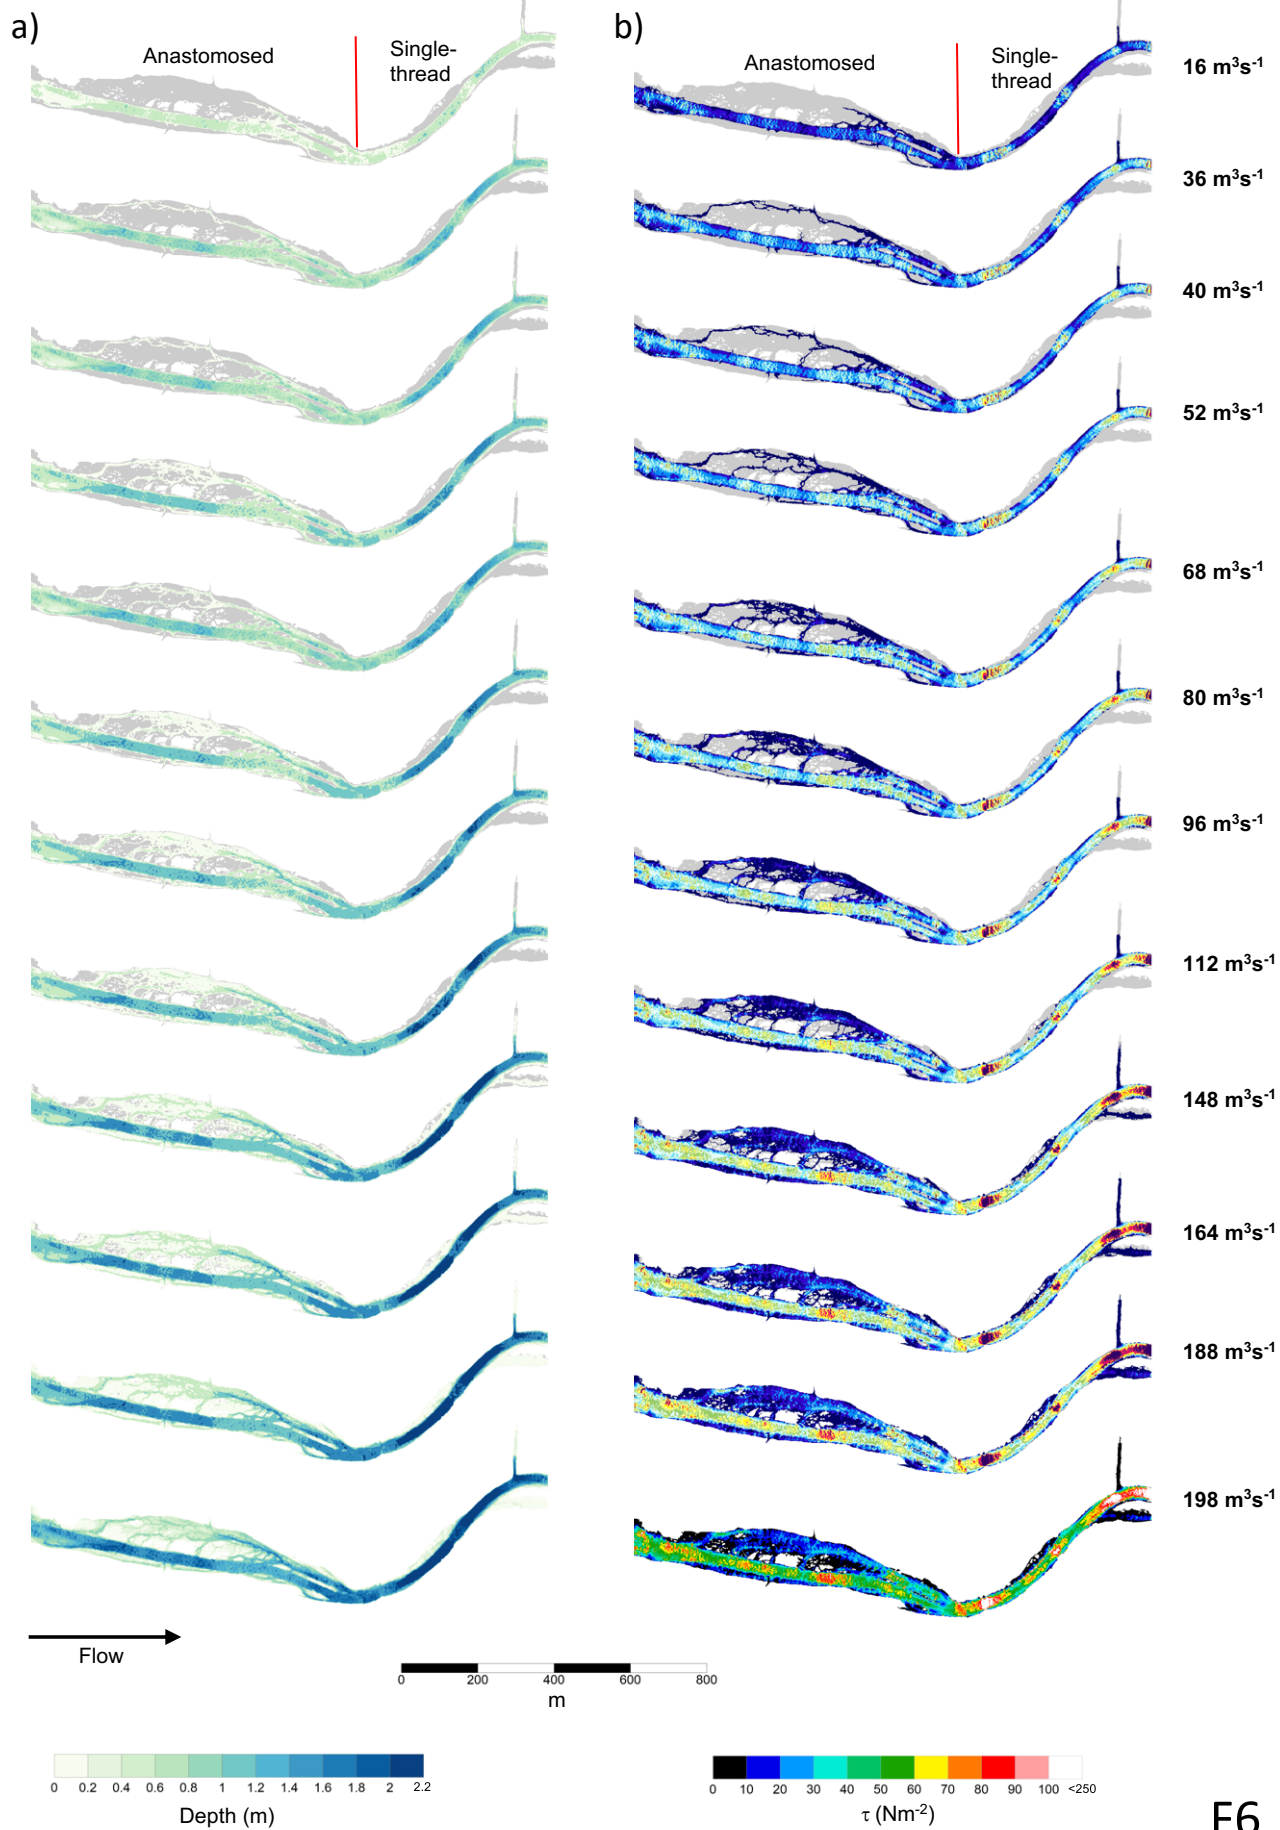 a)
b)
Anastomosed
Single-
thread
Anastomosed
Single-
thread
16 m³s⁻¹
36 m³s⁻¹
40 m³s⁻¹
52 m³s⁻¹
68 m³s⁻¹
80 m³s⁻¹
96 m³s⁻¹
112 m³s⁻¹
148 m³s⁻¹
164 m³s⁻¹
188 m³s⁻¹
198 m³s⁻¹
Flow
0 200 400 600 800
m
0 0.2 0.4 0.6 0.8 1 1.2 1.4 1.6 1.8 2 2.2
Depth (m)
0 10 20 30 40 50 60 70 80 90 100 <250
τ (Nm⁻²)
F6